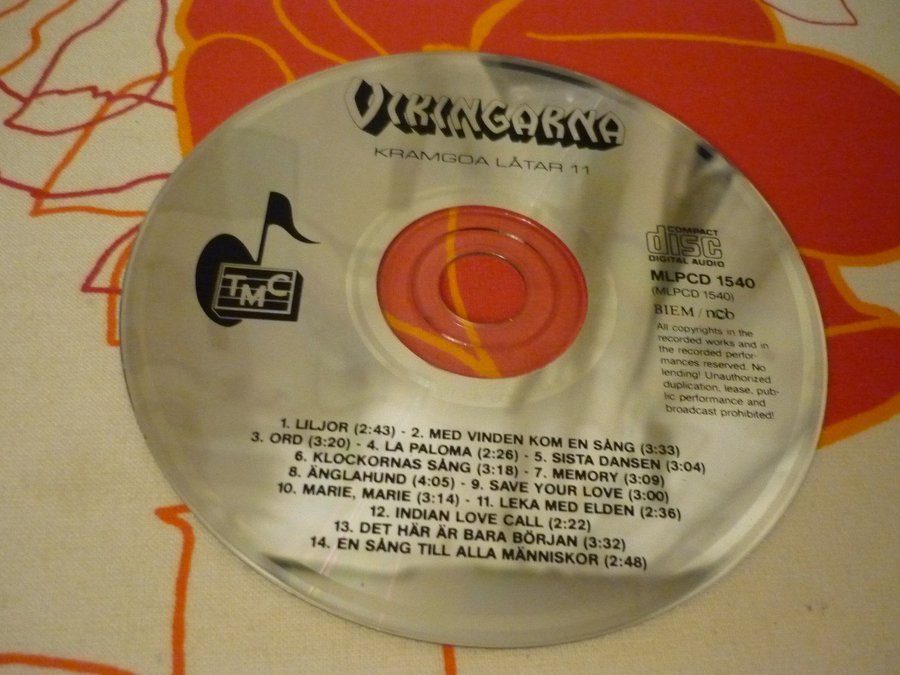 VIKINGARNA
KRAMGOA LÅTAR 11
TMC
COMPACT
disc
DIGITAL AUDIO
MLPCD 1540
(MLPCD 1540)
BIEM / ncb
All copyrights in the
recorded works and in
the recorded perfor-
mances reserved. No
lending! Unauthorized
duplication, lease, pub-
lic performance and
broadcast prohibited!
1. LILJOR (2:43) - 2. MED VINDEN KOM EN SÅNG (3:33)
3. ORD (3:20) - 4. LA PALOMA (2:26) - 5. SISTA DANSEN (3:04)
6. KLOCKORNAS SÅNG (3:18) - 7. MEMORY (3:09)
8. ÄNGLAHUND (4:05) - 9. SAVE YOUR LOVE (3:00)
10. MARIE, MARIE (3:14) - 11. LEKA MED ELDEN (2:36)
12. INDIAN LOVE CALL (2:22)
13. DET HÄR ÄR BARA BÖRJAN (3:32)
14. EN SÅNG TILL ALLA MÄNNISKOR (2:48)